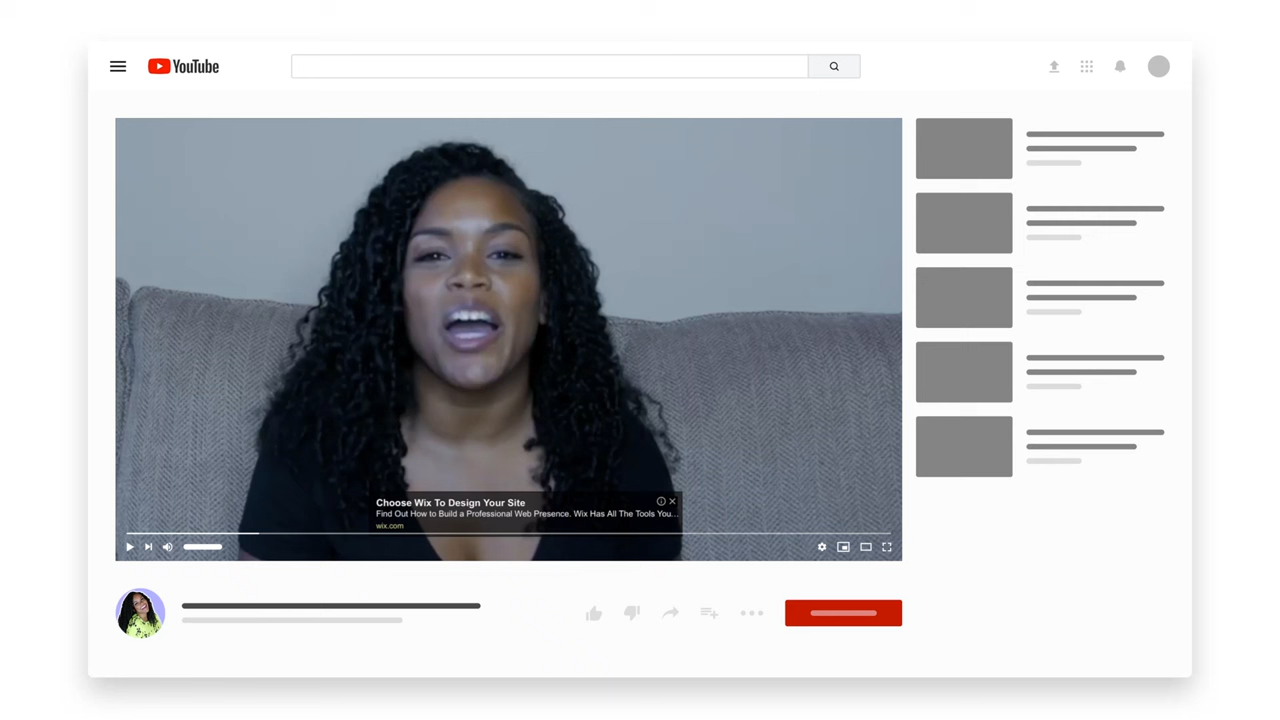 YouTube
Choose Wix To Design Your Site
Find Out How to Build a Professional Web Presence. Wix Has All The Tools You...
wix.com